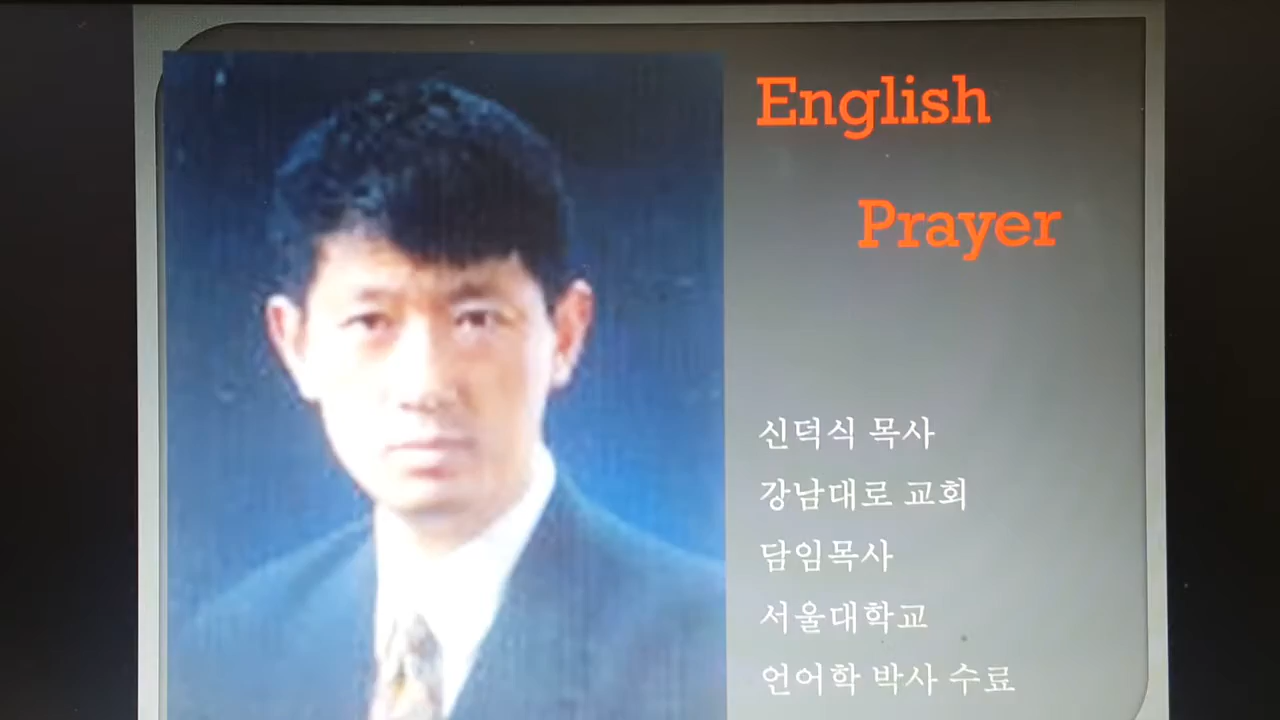 English
Prayer
신덕식 목사
강남대로 교회
담임목사
서울대학교
언어학 박사 수료